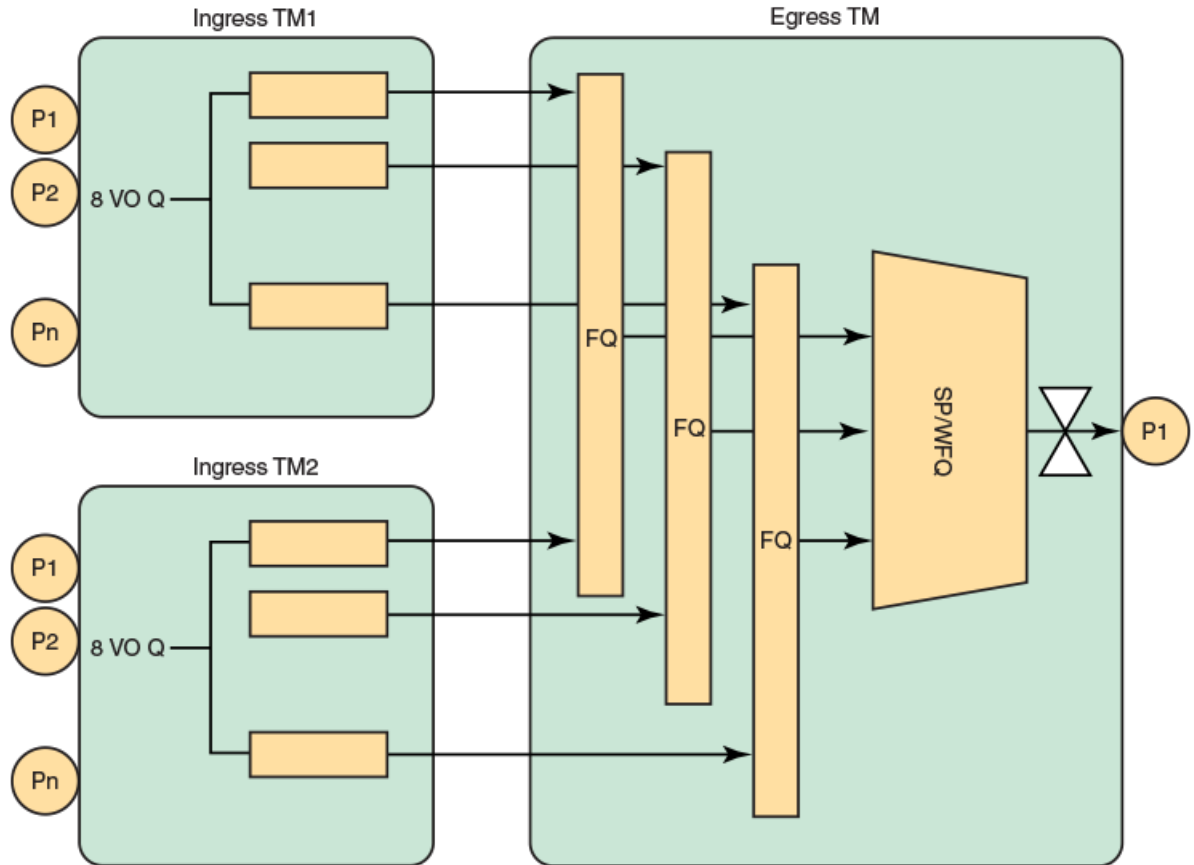 Ingress TM1
Egress TM
P1
P2
8 VO Q
Pn
FQ
FQ
FQ
SP/WFQ
P1
Ingress TM2
P1
P2
8 VO Q
Pn